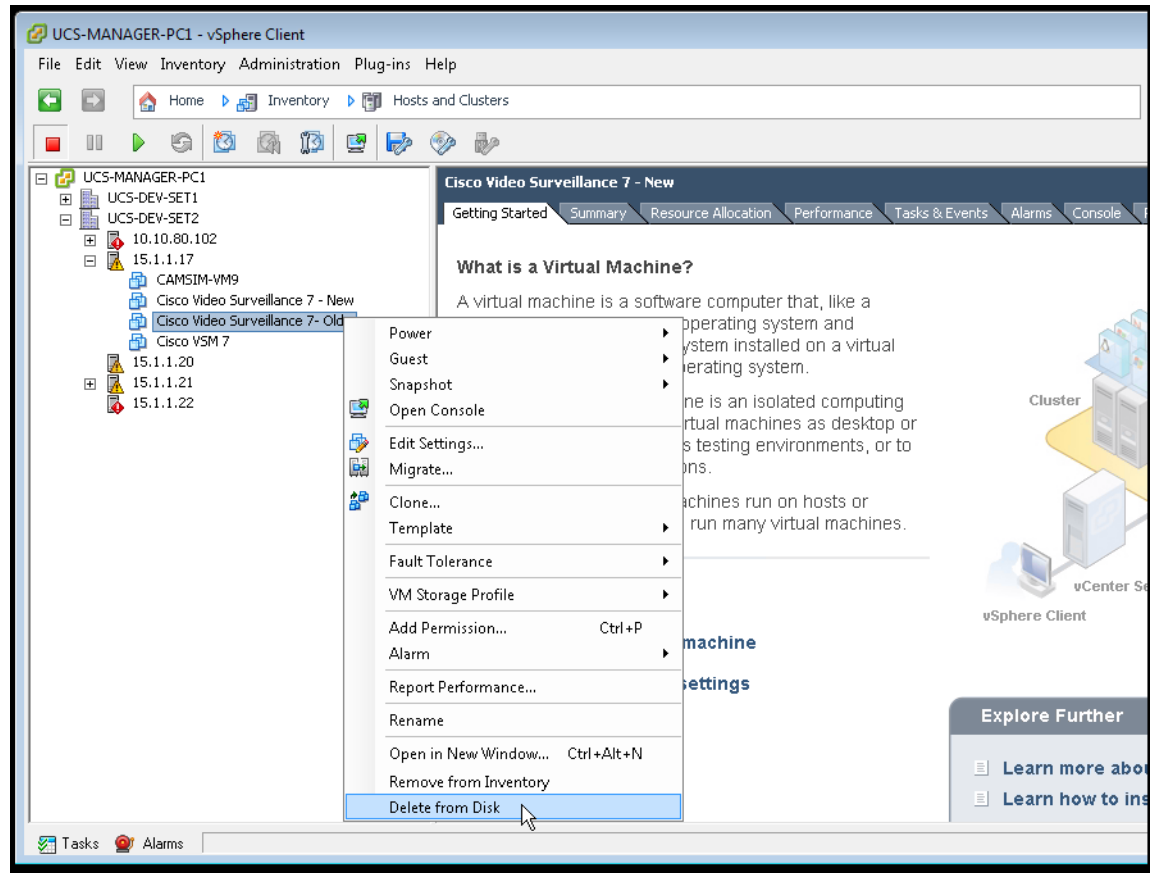 UCS-MANAGER-PC1 - vSphere Client
File Edit View Inventory Administration Plug-ins Help
Home Inventory Hosts and Clusters
UCS-MANAGER-PC1
UCS-DEV-SET1
UCS-DEV-SET2
10.10.80.102
15.1.1.17
CAMSIM-VM9
Cisco Video Surveillance 7 - New
Cisco Video Surveillance 7- Old
Cisco VSM 7
15.1.1.20
15.1.1.21
15.1.1.22
Cisco Video Surveillance 7 - New
Getting Started Summary Resource Allocation Performance Tasks & Events Alarms Console
What is a Virtual Machine?
A virtual machine is a software computer that, like a
operating system and
system installed on a virtual
operating system.
ne is an isolated computing
rtual machines as desktop or
s testing environments, or to
ons.
achines run on hosts or
run many virtual machines.
machine
settings
Power
Guest
Snapshot
Open Console
Edit Settings...
Migrate...
Clone...
Template
Fault Tolerance
VM Storage Profile
Add Permission... Ctrl+P
Alarm
Report Performance...
Rename
Open in New Window... Ctrl+Alt+N
Remove from Inventory
Delete from Disk
Cluster
vCenter Se
vSphere Client
Explore Further
Learn more abou
Learn how to ins
Tasks Alarms